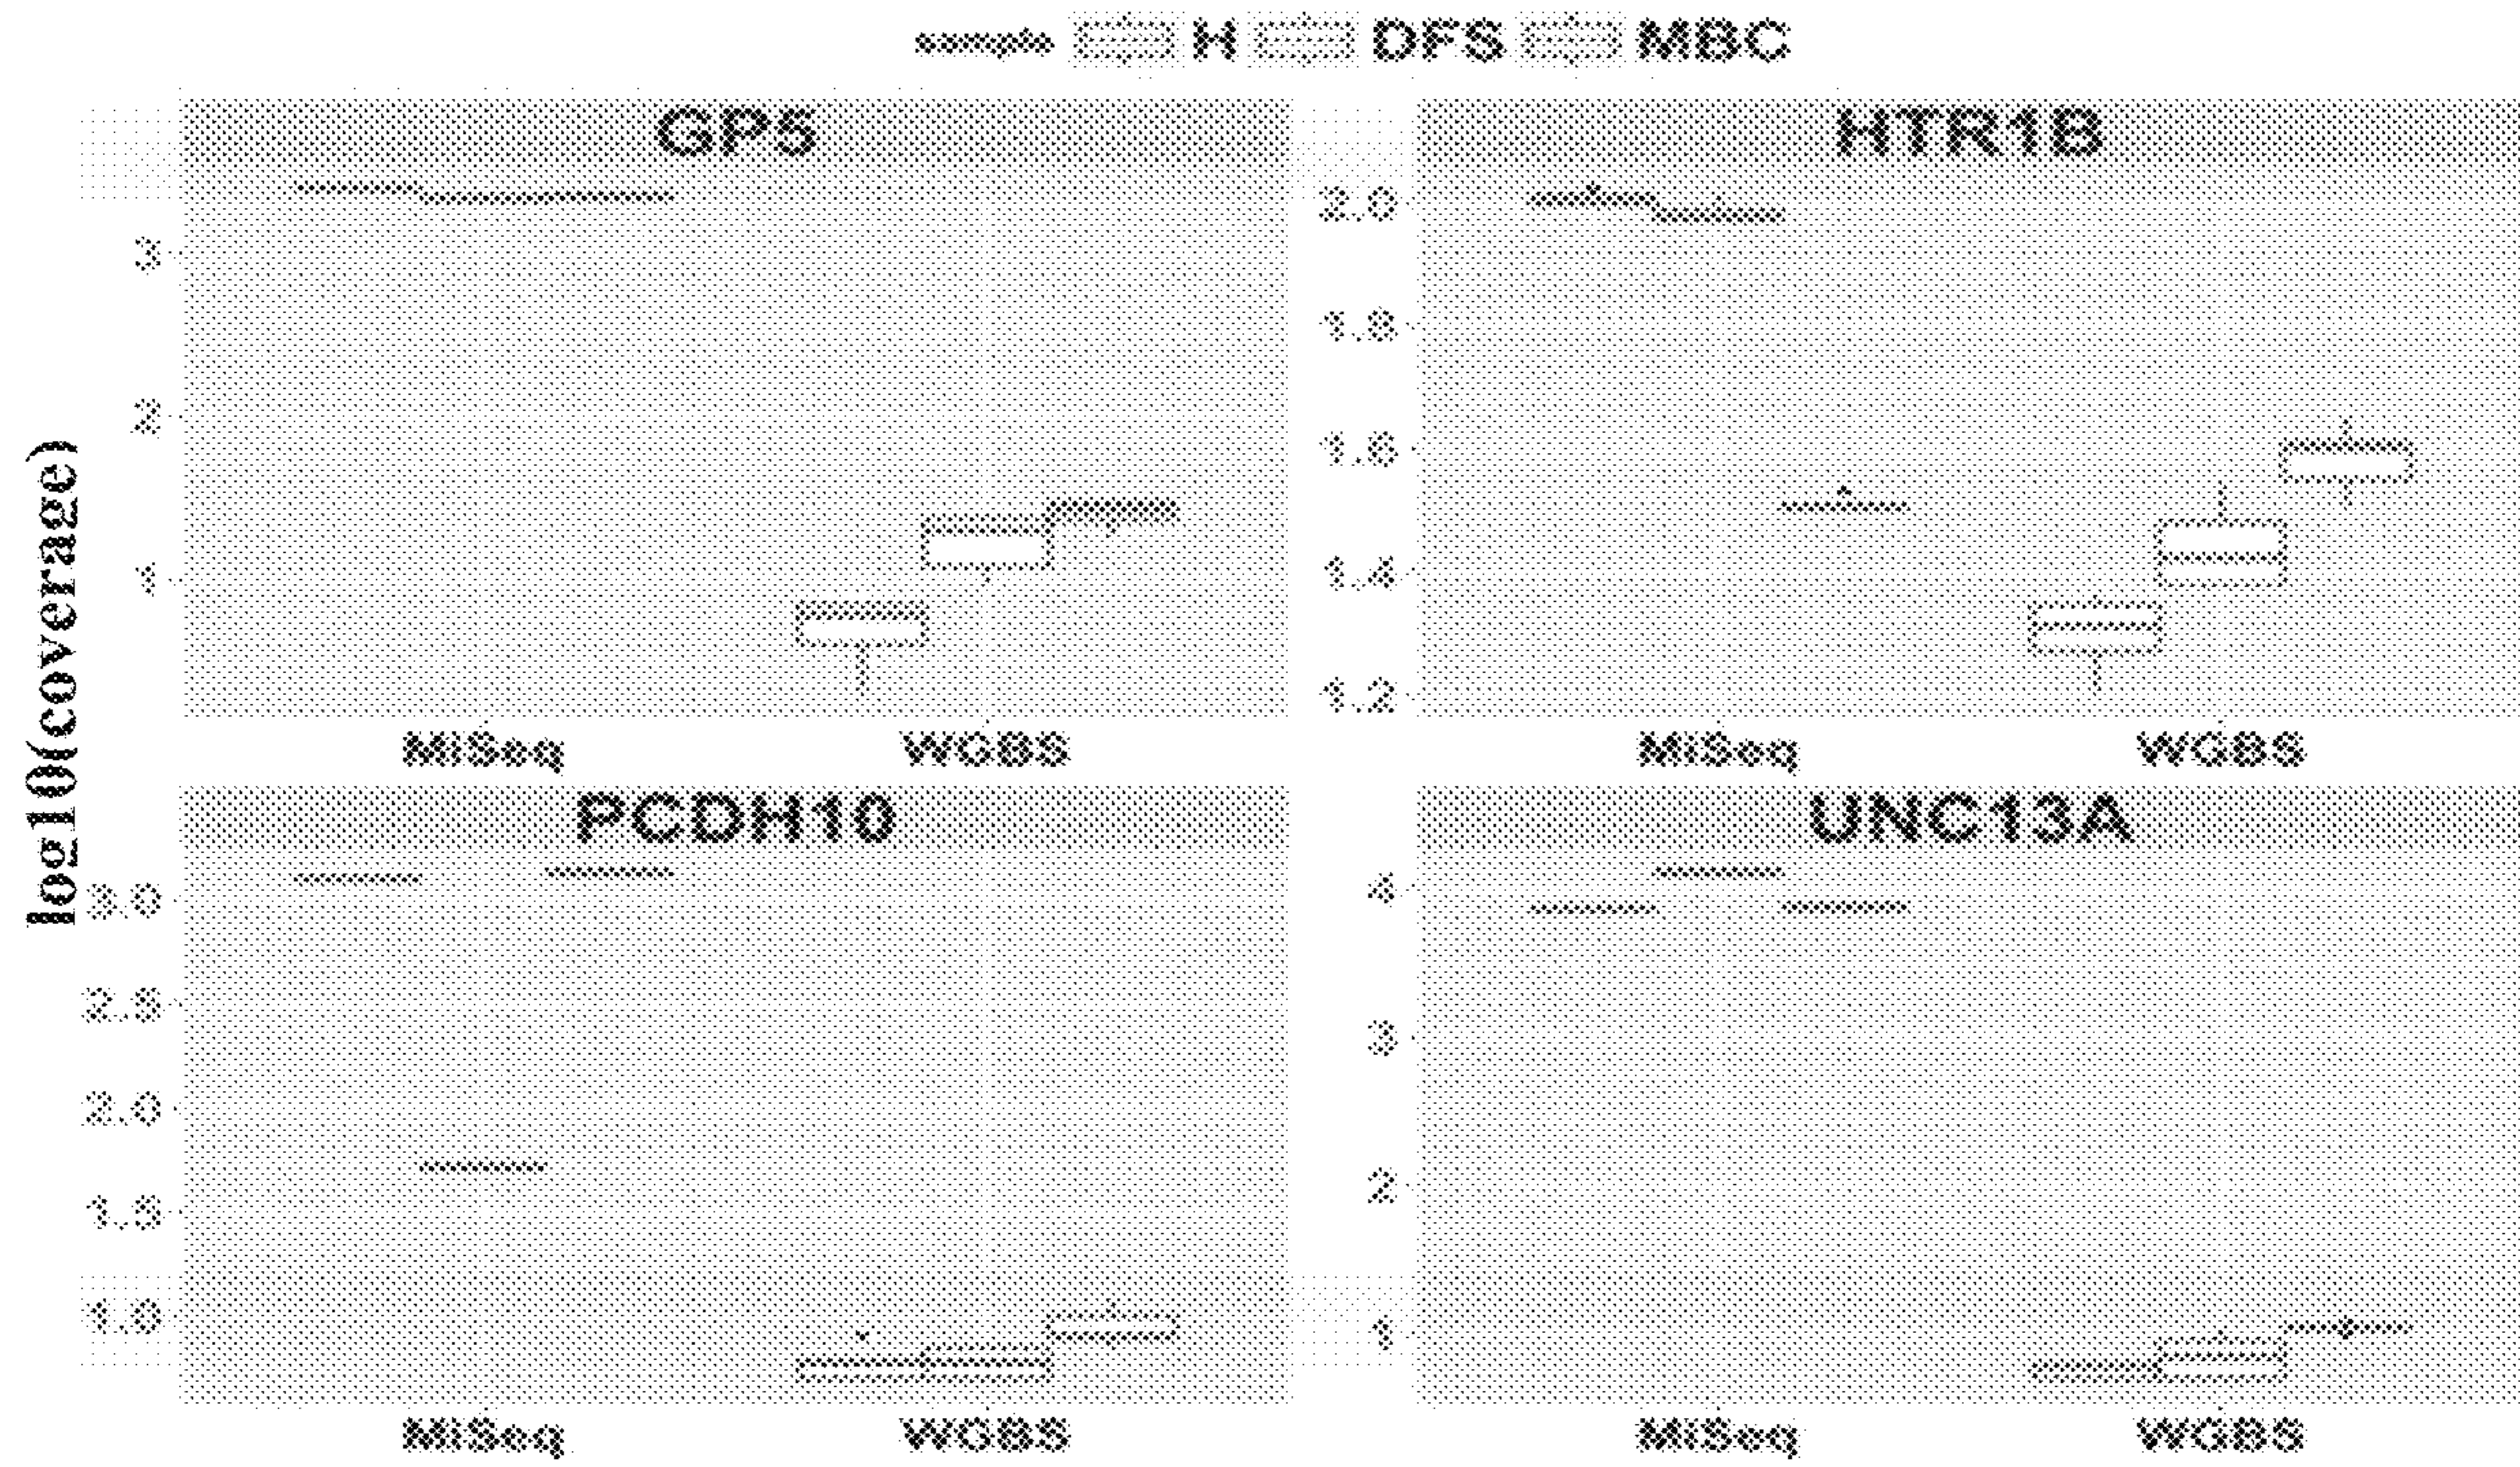 sample H DFS MBC
GP5
HTR1B
log10(coverage)
3
2
1
2.0
1.8
1.6
1.4
1.2
MiSeq WGBS
MiSeq WGBS
PCDH10
UNC13A
3.0
2.5
2.0
1.5
1.0
4
3
2
1
MiSeq WGBS
MiSeq WGBS